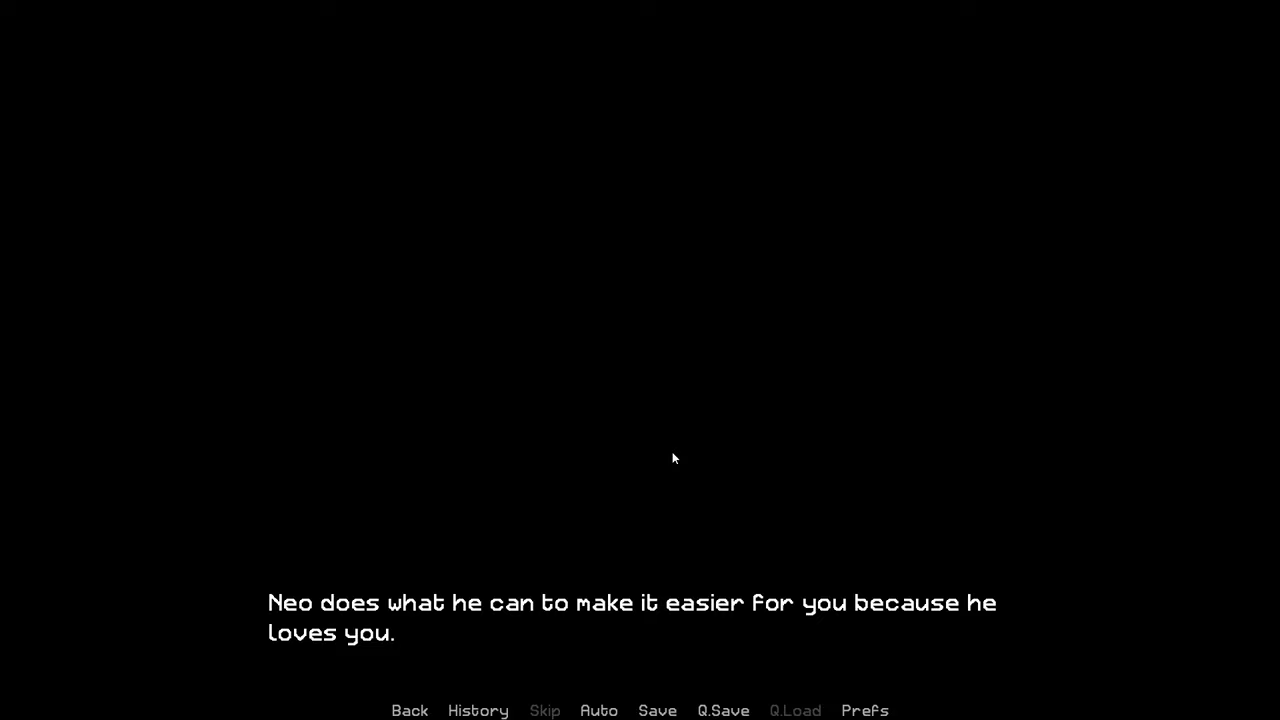 Neo does what he can to make it easier for you because he
loves you.
Back History Skip Auto Save Q.Save Q.Load Prefs